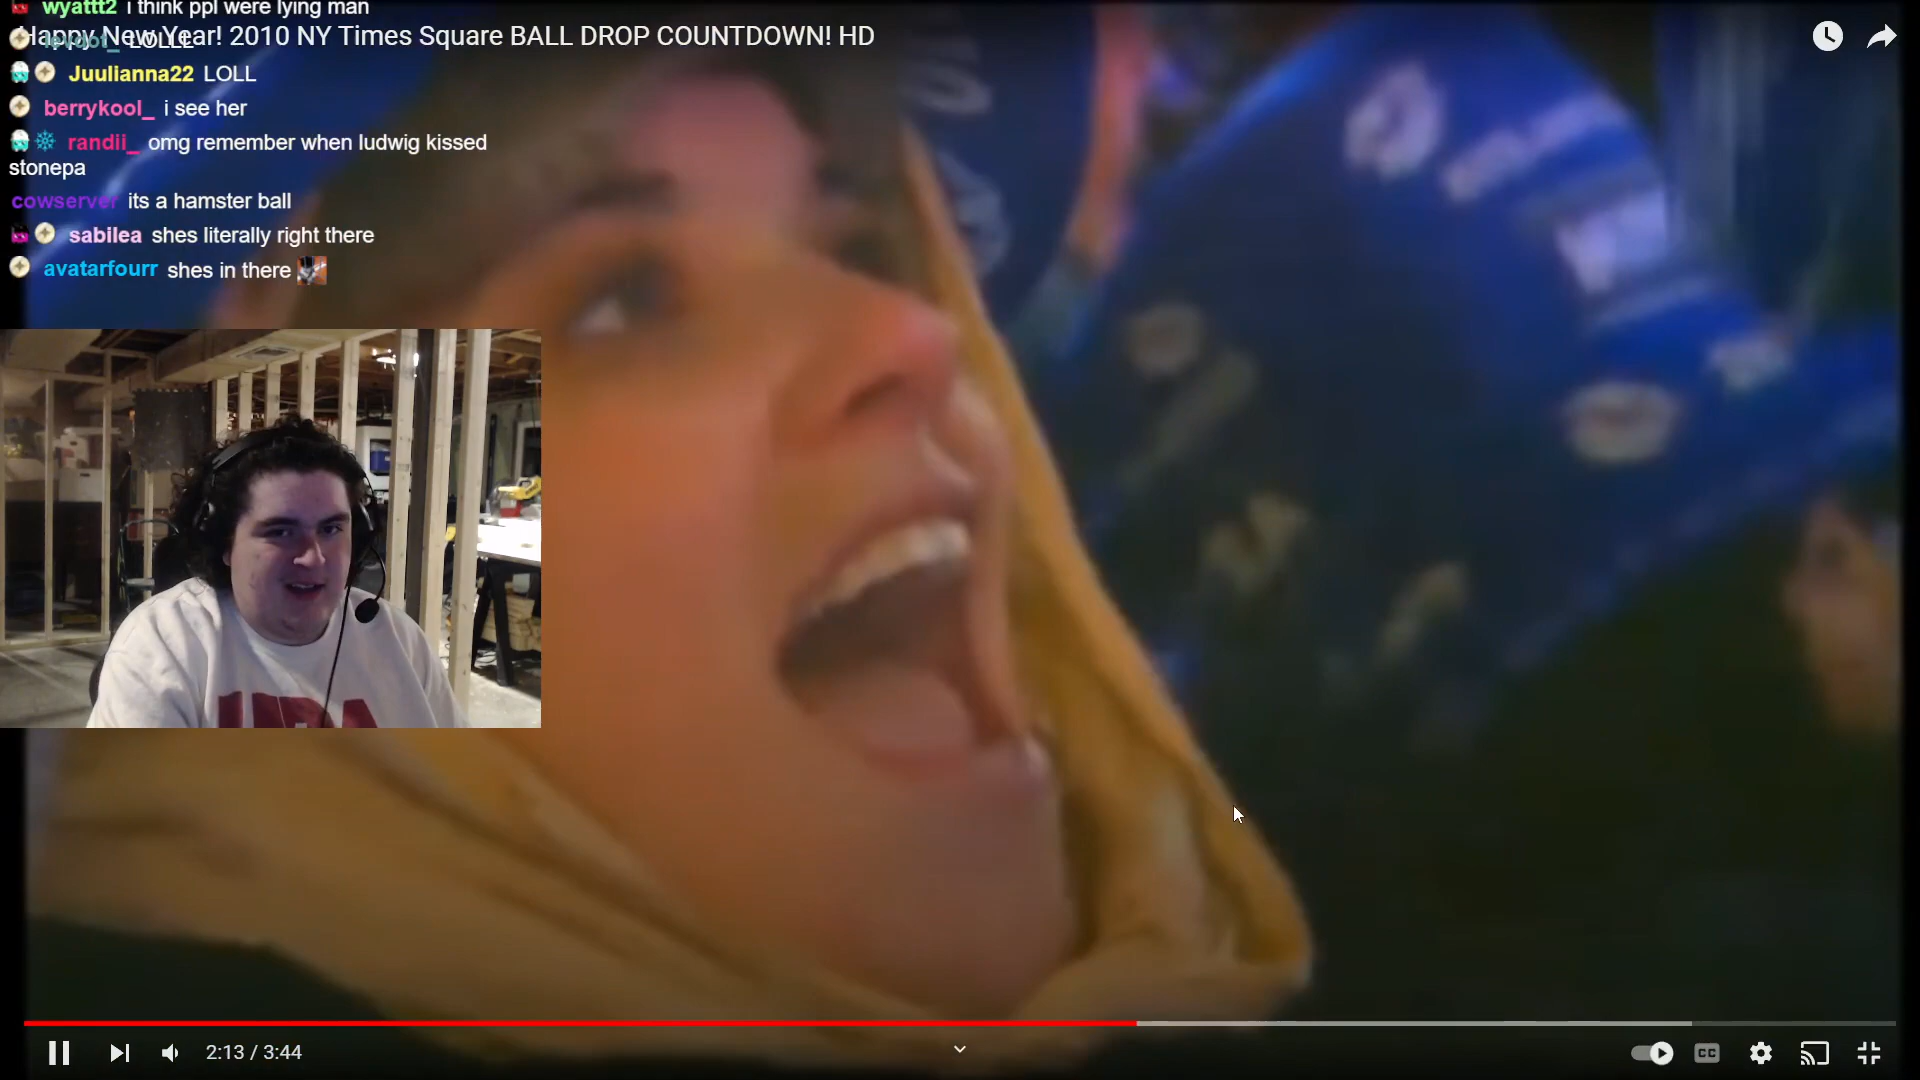 wyattt2 i think ppl were lying man
Happy New Year! 2010 NY Times Square BALL DROP COUNTDOWN! HD
LOLLL
Juulianna22 LOLL
berrykool_ i see her
randii_ omg remember when ludwig kissed
stonepa
cowserver its a hamster ball
sabilea shes literally right there
avatarfourr shes in there
2:13 / 3:44
CC